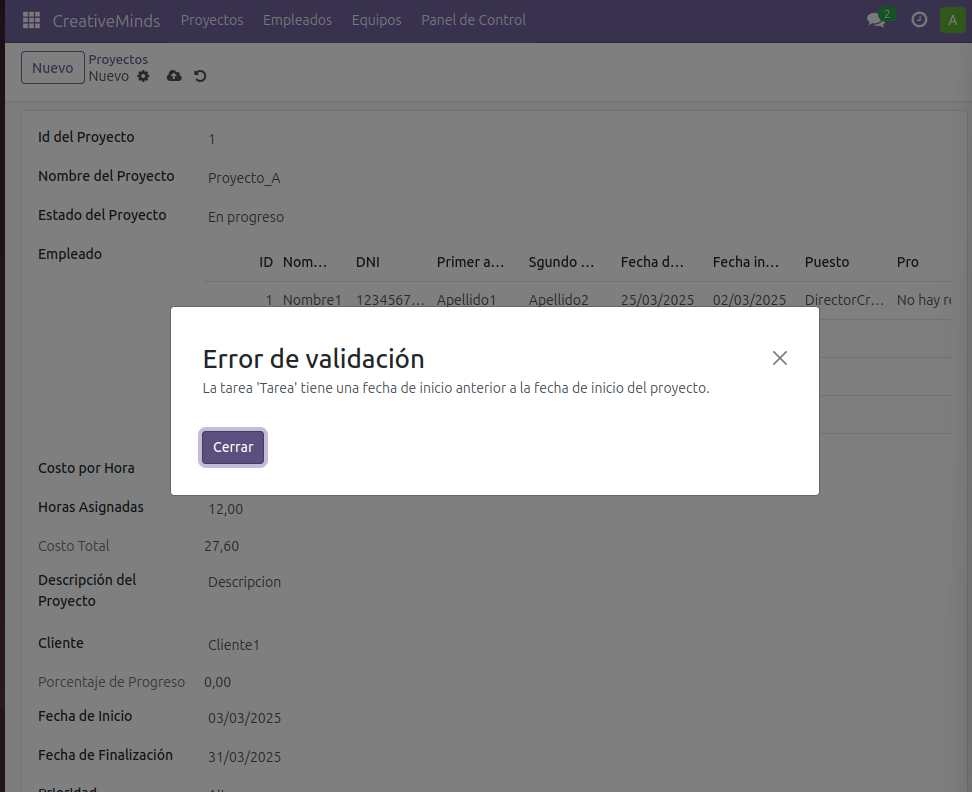 CreativeMinds Proyectos Empleados Equipos Panel de Control 2 A
Nuevo
Proyectos
Nuevo
Id del Proyecto 1
Nombre del Proyecto Proyecto_A
Estado del Proyecto En progreso
Empleado
ID Nom... DNI Primer a... Sgundo ... Fecha d... Fecha in... Puesto Pro
1 Nombre1 1234567... Apellido1 Apellido2 25/03/2025 02/03/2025 DirectorCr... No hay re
Error de validación
La tarea 'Tarea' tiene una fecha de inicio anterior a la fecha de inicio del proyecto.
Cerrar
Costo por Hora
Horas Asignadas 12,00
Costo Total 27,60
Descripción del Descripcion
Proyecto
Cliente Cliente1
Porcentaje de Progreso 0,00
Fecha de Inicio 03/03/2025
Fecha de Finalización 31/03/2025
Prioridad